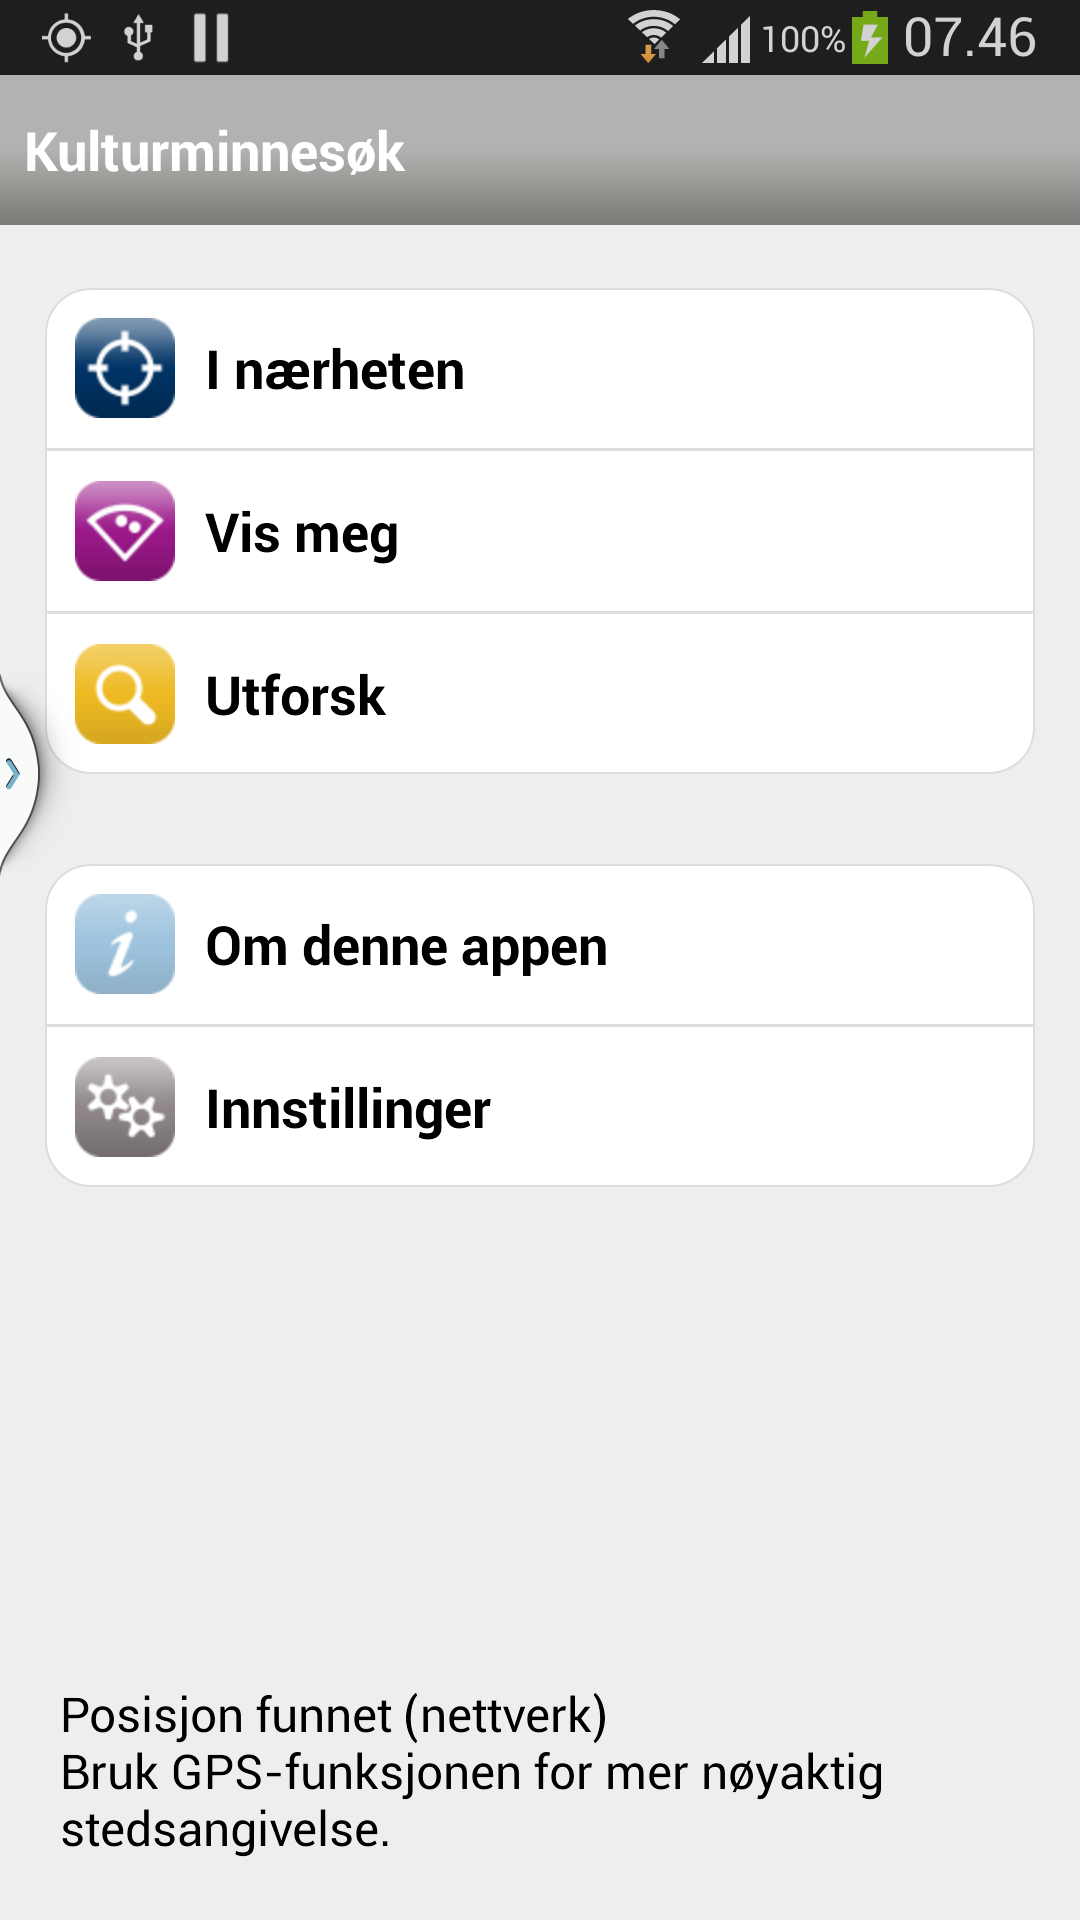 100% 07.46
Kulturminnesøk
I nærheten
Vis meg
Utforsk
Om denne appen
Innstillinger
Posisjon funnet (nettverk)
Bruk GPS-funksjonen for mer nøyaktig
stedsangivelse.